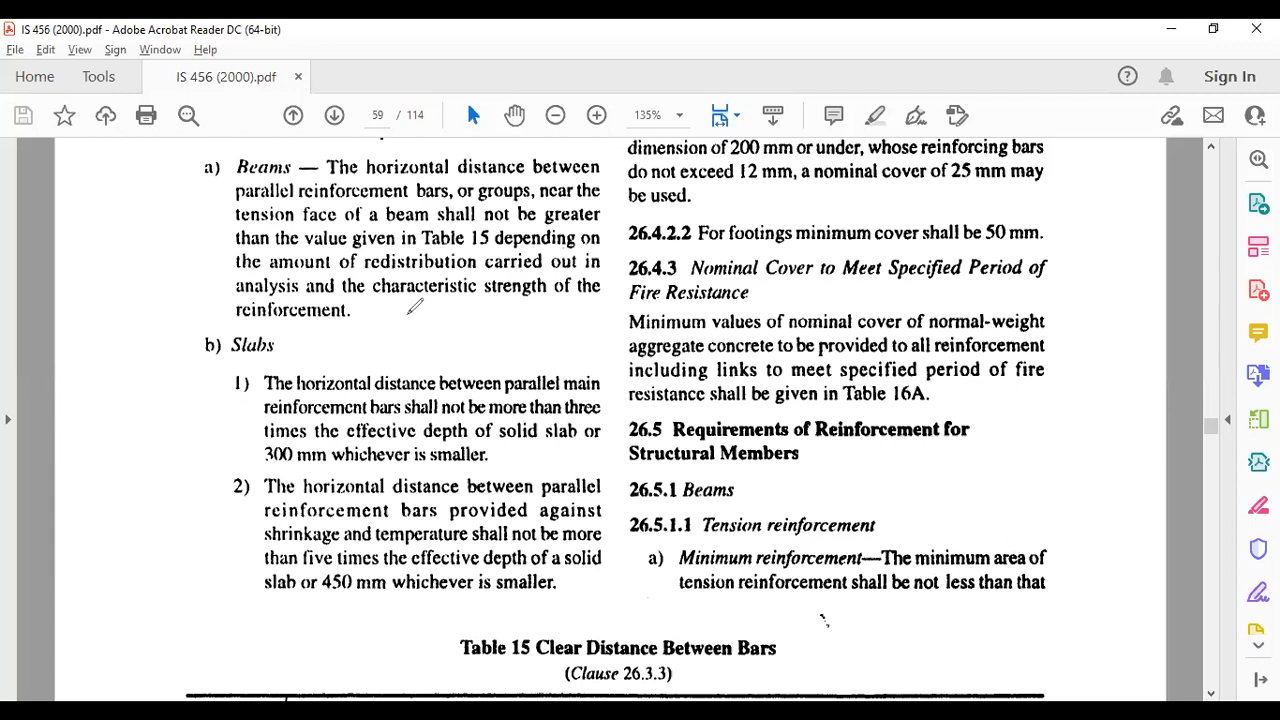 IS 456 (2000).pdf - Adobe Acrobat Reader DC (64-bit)
File Edit View Sign Window Help
Home Tools IS 456 (2000).pdf × Sign In
59 / 114 135%
a) Beams — The horizontal distance between
parallel reinforcement bars, or groups, near the
tension face of a beam shall not be greater
than the value given in Table 15 depending on
the amount of redistribution carried out in
analysis and the characteristic strength of the
reinforcement.
b) Slabs
1) The horizontal distance between parallel main
reinforcement bars shall not be more than three
times the effective depth of solid slab or
300 mm whichever is smaller.
2) The horizontal distance between parallel
reinforcement bars provided against
shrinkage and temperature shall not be more
than five times the effective depth of a solid
slab or 450 mm whichever is smaller.
dimension of 200 mm or under, whose reinforcing bars
do not exceed 12 mm, a nominal cover of 25 mm may
be used.
26.4.2.2 For footings minimum cover shall be 50 mm.
26.4.3 Nominal Cover to Meet Specified Period of
Fire Resistance
Minimum values of nominal cover of normal-weight
aggregate concrete to be provided to all reinforcement
including links to meet specified period of fire
resistance shall be given in Table 16A.
26.5 Requirements of Reinforcement for
Structural Members
26.5.1 Beams
26.5.1.1 Tension reinforcement
a) Minimum reinforcement—The minimum area of
tension reinforcement shall be not less than that
Table 15 Clear Distance Between Bars
(Clause 26.3.3)